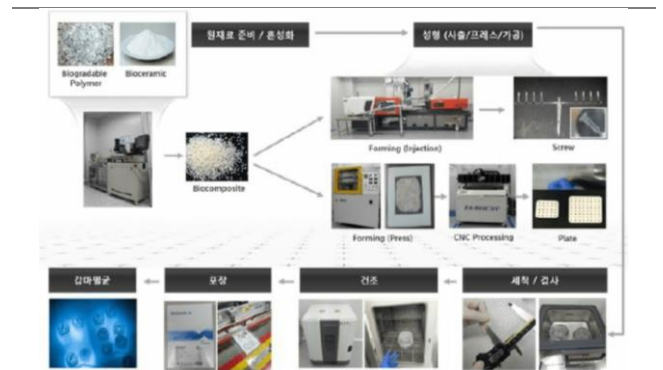 원재료 준비 / 혼성화
성형 (사출/프레스/가공)
Biogradable
Polymer
Bioceramic
Biocomposite
Forming (Injection)
Screw
Forming (Press)
CNC Processing
Plate
감마멸균
포장
건조
세척 / 검사